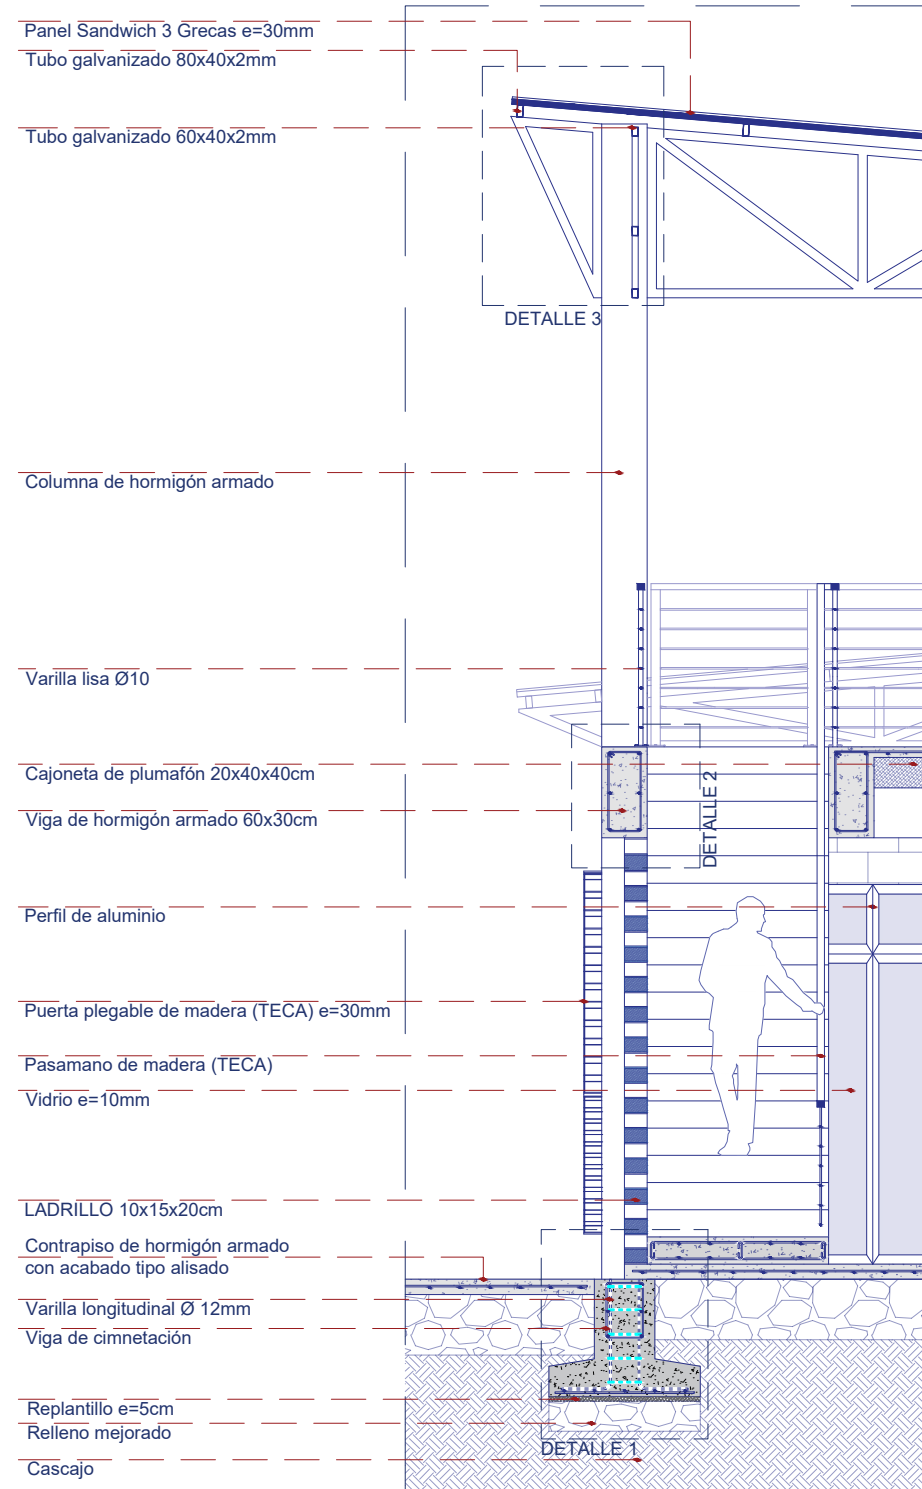 Panel Sandwich 3 Grecas e=30mm
Tubo galvanizado 80x40x2mm
Tubo galvanizado 60x40x2mm
DETALLE 3
Columna de hormigón armado
Varilla lisa Ø10
Cajoneta de plumafón 20x40x40cm
Viga de hormigón armado 60x30cm
DETALLE 2
Perfil de aluminio
Puerta plegable de madera (TECA) e=30mm
Pasamano de madera (TECA)
Vidrio e=10mm
LADRILLO 10x15x20cm
Contrapiso de hormigón armado
con acabado tipo alisado
Varilla longitudinal Ø 12mm
Viga de cimnetación
Replantillo e=5cm
Relleno mejorado
DETALLE 1
Cascajo